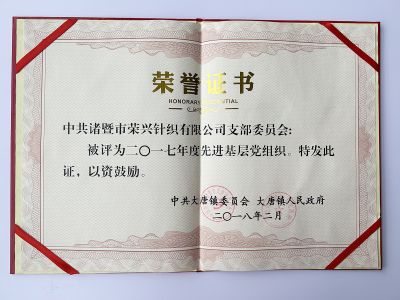 荣誉证书
HONORARY CREDENTIAL
中共诸暨市荣兴针织有限公司支部委员会:
被评为二〇一七年度先进基层党组织。特发此
证，以资鼓励。
中共大唐镇委员会 大唐镇人民政府
二〇一八年二月